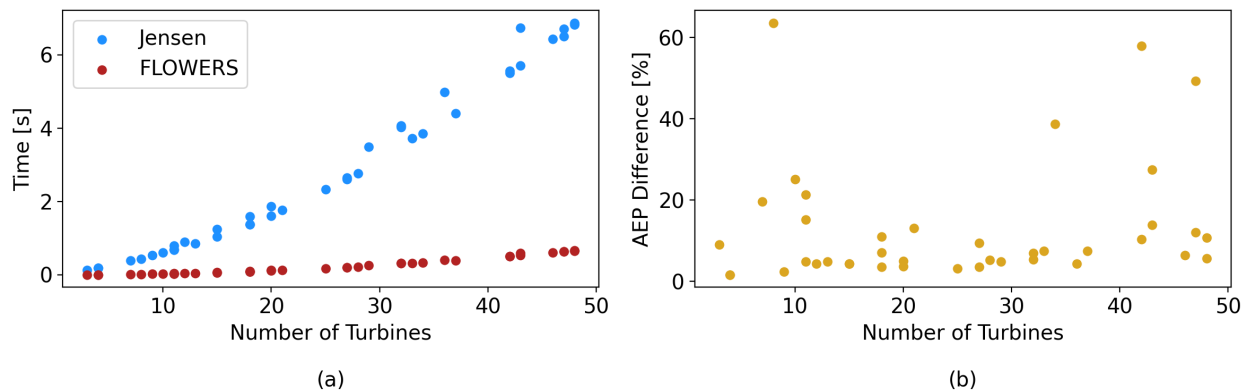 Jensen
FLOWERS
Time [s]
6
4
2
0
10
20
30
40
50
Number of Turbines
(a)
AEP Difference [%]
60
40
20
0
10
20
30
40
50
Number of Turbines
(b)